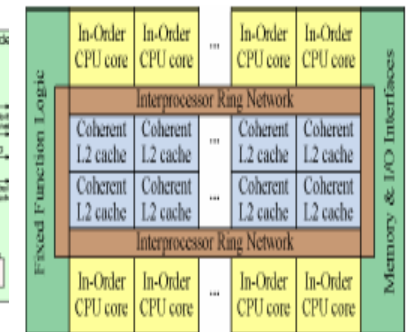 In-Order In-Order ... In-Order In-Order
CPU core CPU core CPU core CPU core
Interprocessor Ring Network
Coherent Coherent ... Coherent Coherent
L2 cache L2 cache L2 cache L2 cache
Coherent Coherent ... Coherent Coherent
L2 cache L2 cache L2 cache L2 cache
Interprocessor Ring Network
In-Order In-Order ... In-Order In-Order
CPU core CPU core CPU core CPU core
Fixed Function Logic
Memory & I/O Interfaces